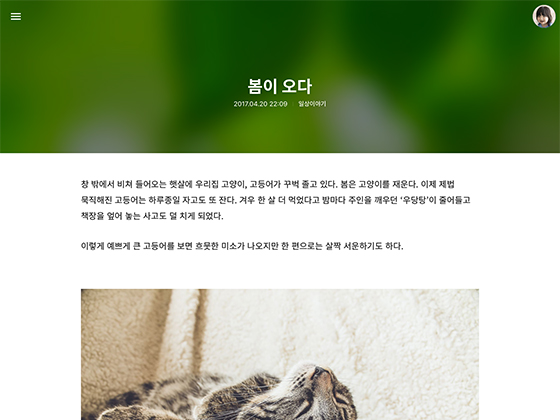 봄이 오다
2017.04.20 22:09 일상이야기
창 밖에서 비쳐 들어오는 햇살에 우리집 고양이, 고등어가 꾸벅 졸고 있다. 봄은 고양이를 재운다. 이제 제법
묵직해진 고등어는 하루종일 자고도 또 잔다. 겨우 한 살 더 먹었다고 밤마다 주인을 깨우던 ‘우당탕’이 줄어들고
책장을 엎어 놓는 사고도 덜 치게 되었다.
이렇게 예쁘게 큰 고등어를 보면 흐뭇한 미소가 나오지만 한 편으로는 살짝 서운하기도 하다.